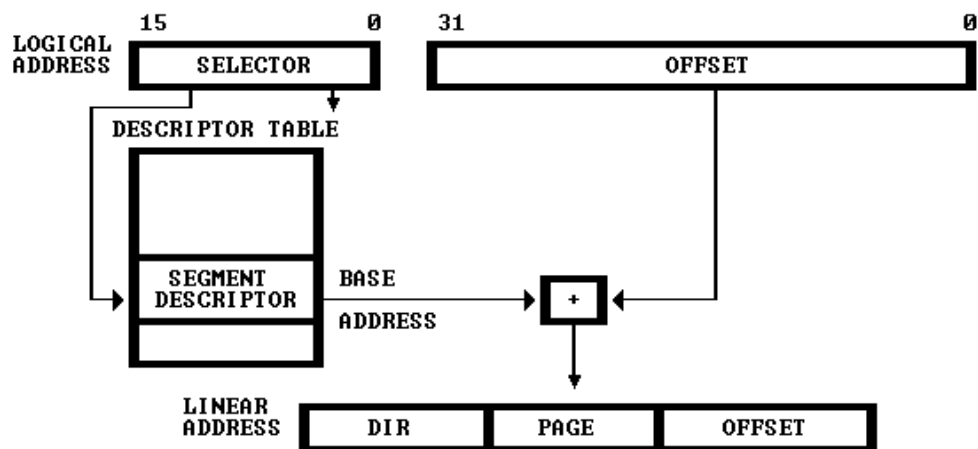 15 0 31 0
LOGICAL
ADDRESS
SELECTOR OFFSET
DESCRIPTOR TABLE
SEGMENT
DESCRIPTOR
BASE
ADDRESS
+
LINEAR
ADDRESS
DIR PAGE OFFSET